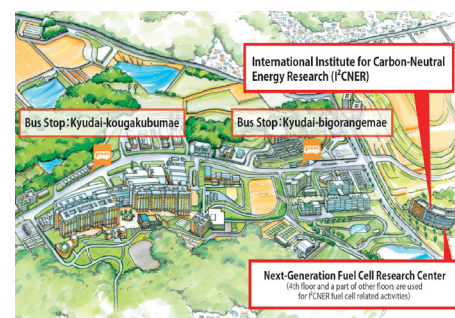 International Institute for Carbon-Neutral
Energy Research (I²CNER)
Bus Stop：Kyudai-kougakubumae
Bus Stop：Kyudai-bigorangemae
Next-Generation Fuel Cell Research Center
(4th floor and a part of other floors are used
for I²CNER fuel cell related activities)